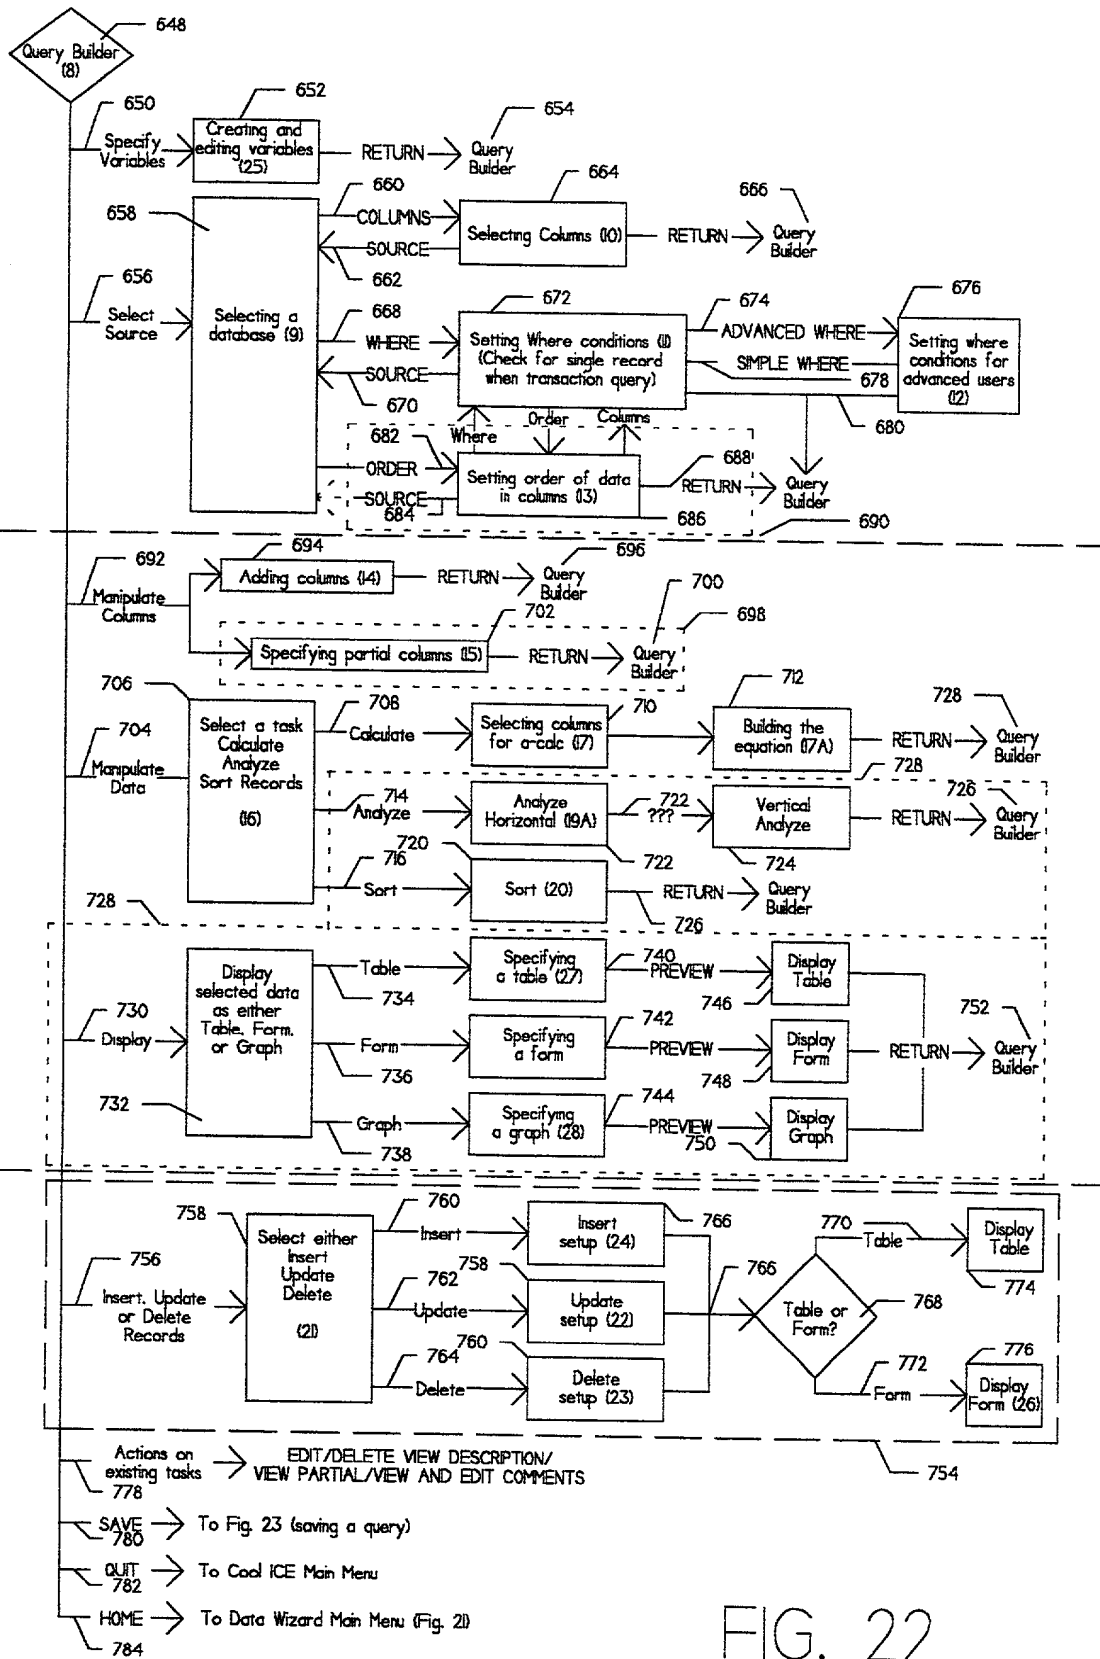 648
Query Builder
(8)
650
652
654
Specify
Variables
Creating and
editing variables
(25)
RETURN
Query
Builder
658
660
664
666
COLUMNS
Selecting Columns (10)
RETURN
Query
Builder
SOURCE
662
656
Select
Source
Selecting a
database (9)
668
672
674
676
WHERE
Setting Where conditions (11)
(Check for single record
when transaction query)
ADVANCED WHERE
Setting where
conditions for
advanced users
(12)
SOURCE
SIMPLE WHERE
678
670
680
Where
Order
Columns
682
688
ORDER
Setting order of data
in columns (13)
RETURN
Query
Builder
SOURCE
684
686
690
692
694
696
Manipulate
Columns
Adding columns (14)
RETURN
Query
Builder
700
702
698
Specifying partial columns (15)
RETURN
Query
Builder
706
704
Manipulate
Data
Select a task
Calculate
Analyze
Sort Records
(16)
708
710
712
728
Calculate
Selecting columns
for a-calc (17)
Building the
equation (17A)
RETURN
Query
Builder
728
714
722
726
Analyze
Analyze
Horizontal (19A)
???
Vertical
Analyze
RETURN
Query
Builder
722
724
716
720
Sort
Sort (20)
RETURN
Query
Builder
726
728
730
Display
Display
selected data
as either
Table, Form,
or Graph
732
Table
734
Specifying
a table (27)
740
PREVIEW
746
Display
Table
Form
736
Specifying
a form
742
PREVIEW
748
Display
Form
RETURN
752
Query
Builder
Graph
738
Specifying
a graph (28)
744
PREVIEW
750
Display
Graph
758
756
Insert, Update
or Delete
Records
Select either
Insert
Update
Delete
(21)
760
Insert
Insert
setup (24)
766
762
Update
758
Update
setup (22)
766
764
Delete
760
Delete
setup (23)
Table or
Form?
768
770
Table
Display
Table
774
772
Form
776
Display
Form (26)
754
Actions on
existing tasks
778
EDIT/DELETE VIEW DESCRIPTION/
VIEW PARTIAL/VIEW AND EDIT COMMENTS
SAVE
780
To Fig. 23 (saving a query)
QUIT
782
To Cool ICE Main Menu
HOME
784
To Data Wizard Main Menu (Fig. 21)
FIG. 22